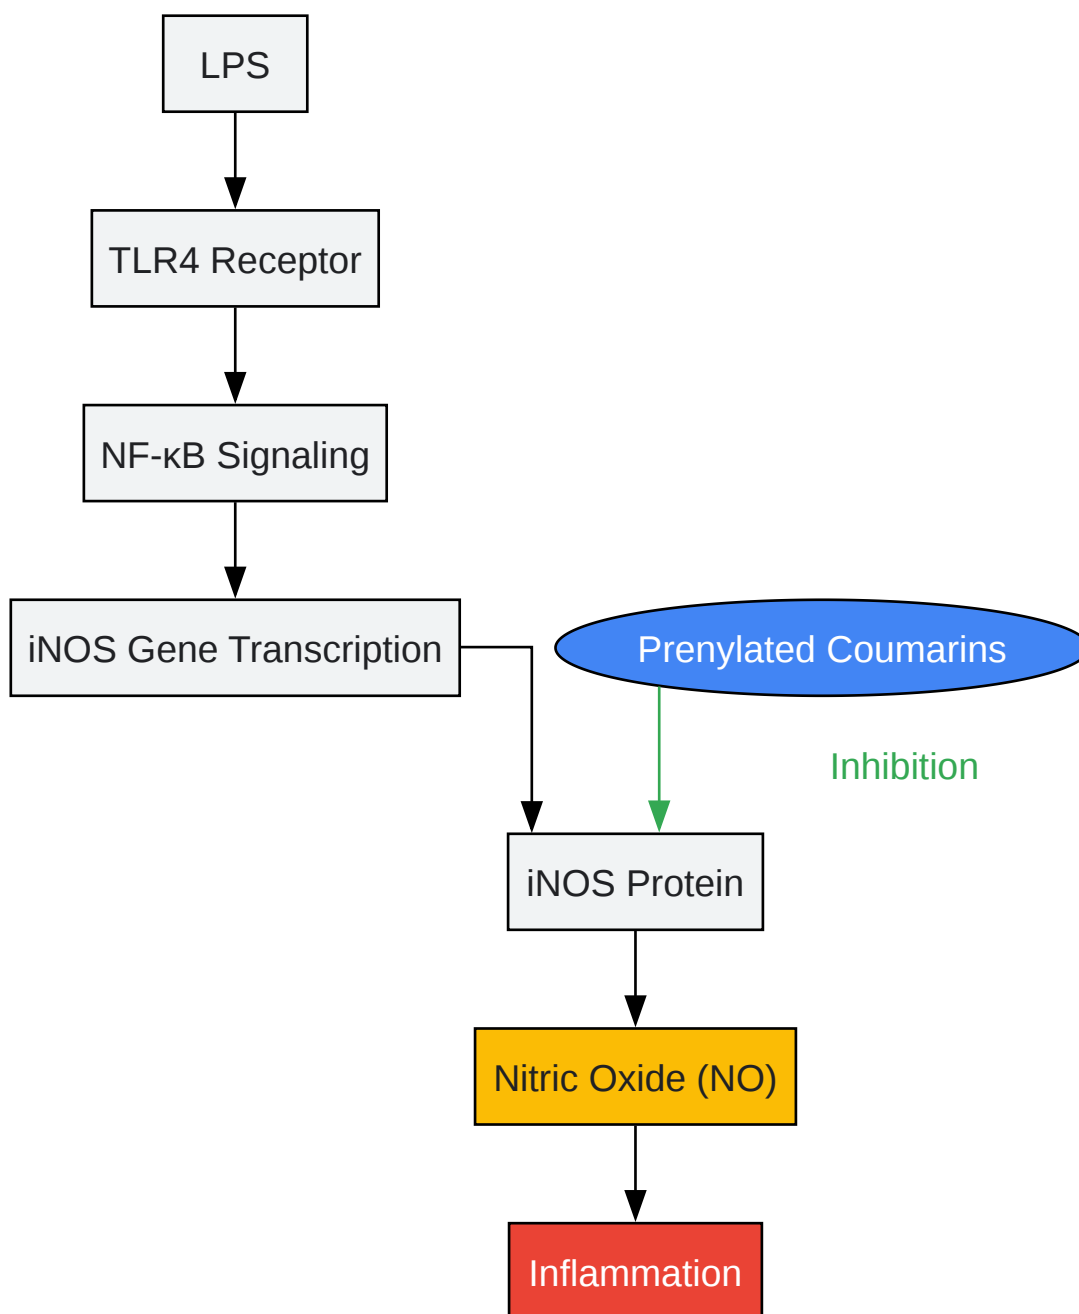 LPS
TLR4 Receptor
NF-κB Signaling
iNOS Gene Transcription
Prenylated Coumarins
Inhibition
iNOS Protein
Nitric Oxide (NO)
Inflammation